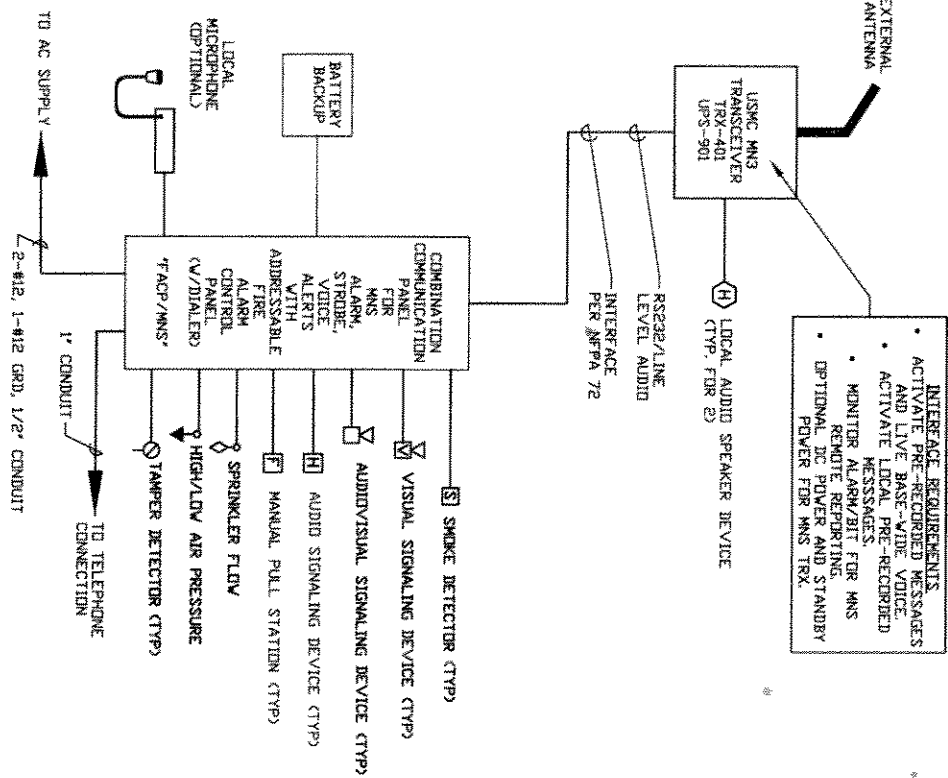 EXTERNAL
ANTENNA
USMC MN3
TRANSCEIVER
TRX-401
UPS-901
INTERFACE REQUIREMENTS
• ACTIVATE PRE-RECORDED MESSAGES
AND LIVE BASE-WIDE VOICE.
• ACTIVATE LOCAL PRE-RECORDED
MESSSAGES.
• MONITOR ALARM/BIT FOR MNS
REMOTE REPORTING.
• OPTIONAL DC POWER AND STANDBY
POWER FOR MNS TRX.
H LOCAL AUDIO SPEAKER DEVICE
(TYP. FOR 2)
RS232/LINE
LEVEL AUDIO
INTERFACE
PER NFPA 72
BATTERY
BACKUP
LOCAL
MICROPHONE
(OPTIONAL)
TO AC SUPPLY
COMBINATION
COMMUNICATION
PANEL
FOR
MNS
ALARM,
STROBE,
VOICE
ALERTS
WITH
ADDRESSABLE
FIRE
ALARM
CONTROL
PANEL
(W/DIALER)
"FACP/MNS"
S SMOKE DETECTOR (TYP)
V VISUAL SIGNALING DEVICE (TYP)
AUDIOVISUAL SIGNALING DEVICE (TYP)
H AUDIO SIGNALING DEVICE (TYP)
F MANUAL PULL STATION (TYP)
SPRINKLER FLOW
HIGH/LOW AIR PRESSURE
TAMPER DETECTOR (TYP)
TO TELEPHONE
CONNECTION
1" CONDUIT
2-#12, 1-#12 GRD, 1/2" CONDUIT